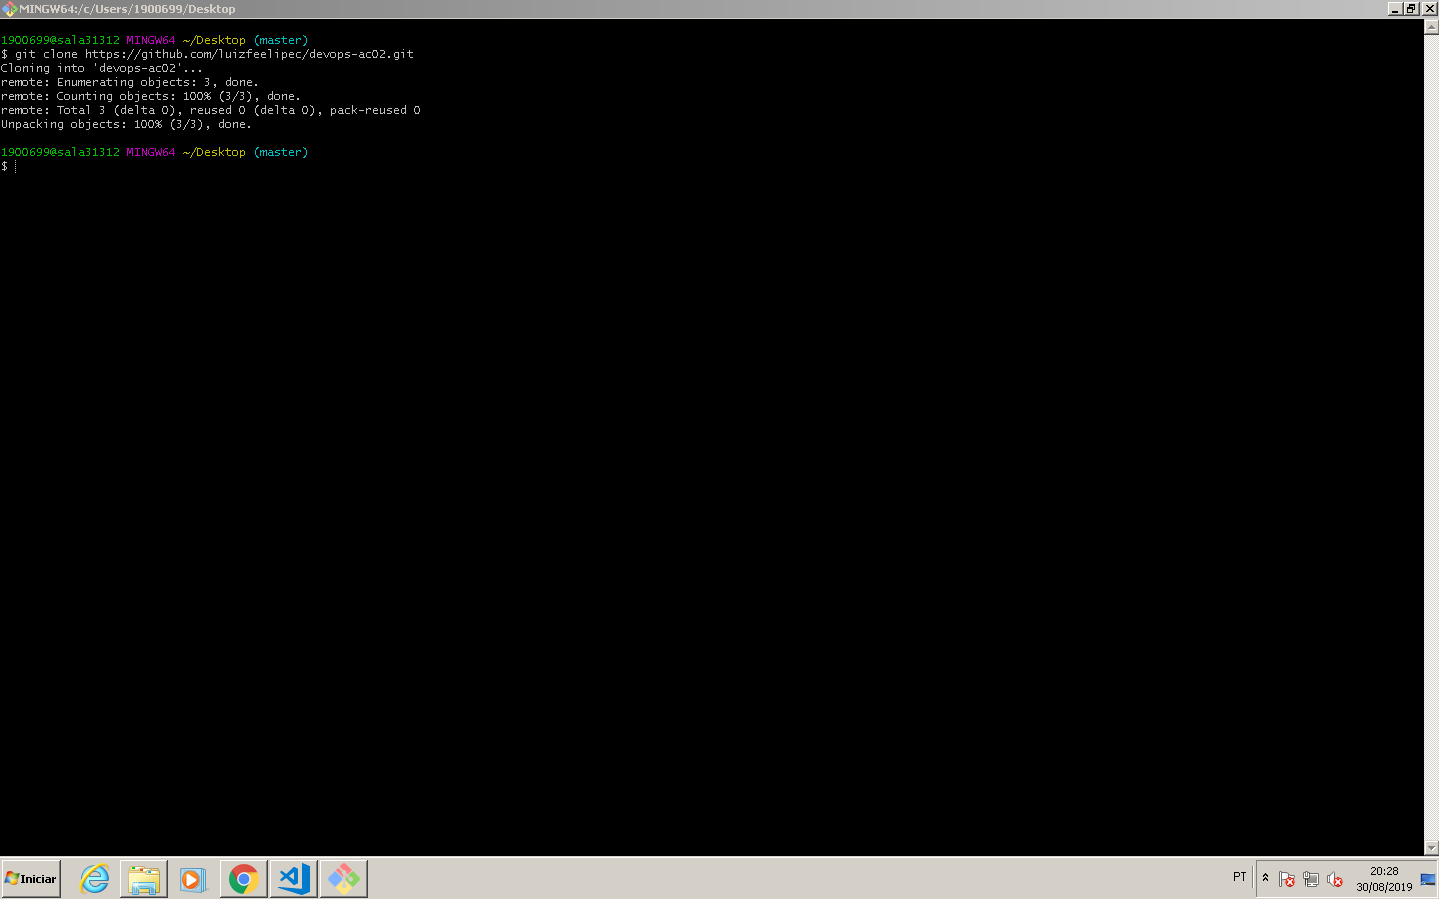 MINGW64:/c/Users/1900699/Desktop
1900699@sala31312 MINGW64 ~/Desktop (master)
$ git clone https://github.com/luizfeelipec/devops-ac02.git
Cloning into 'devops-ac02'...
remote: Enumerating objects: 3, done.
remote: Counting objects: 100% (3/3), done.
remote: Total 3 (delta 0), reused 0 (delta 0), pack-reused 0
Unpacking objects: 100% (3/3), done.
1900699@sala31312 MINGW64 ~/Desktop (master)
$
Iniciar
PT
20:28
30/08/2019